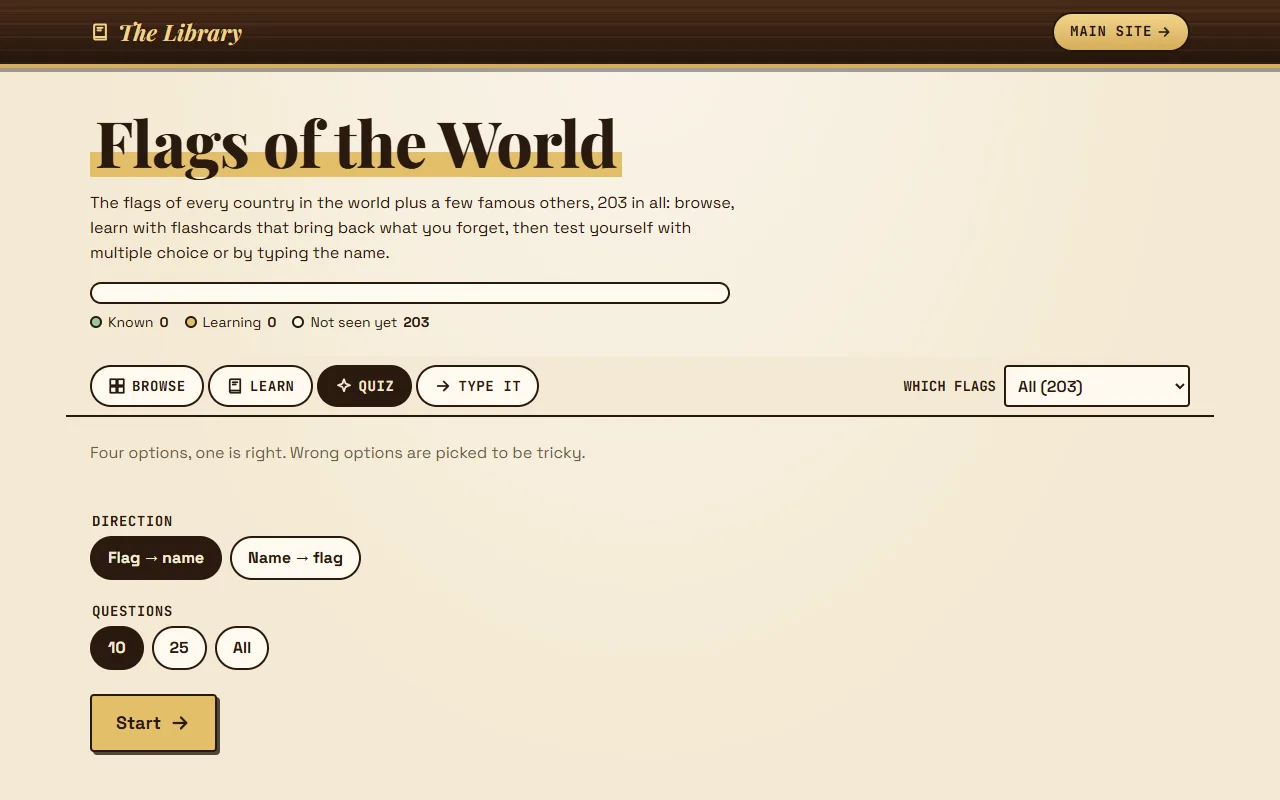 The Library
MAIN SITE →
Flags of the World
The flags of every country in the world plus a few famous others, 203 in all: browse,
learn with flashcards that bring back what you forget, then test yourself with
multiple choice or by typing the name.
Known 0 Learning 0 Not seen yet 203
BROWSE LEARN QUIZ → TYPE IT WHICH FLAGS All (203)
Four options, one is right. Wrong options are picked to be tricky.
DIRECTION
Flag → name Name → flag
QUESTIONS
10 25 All
Start →